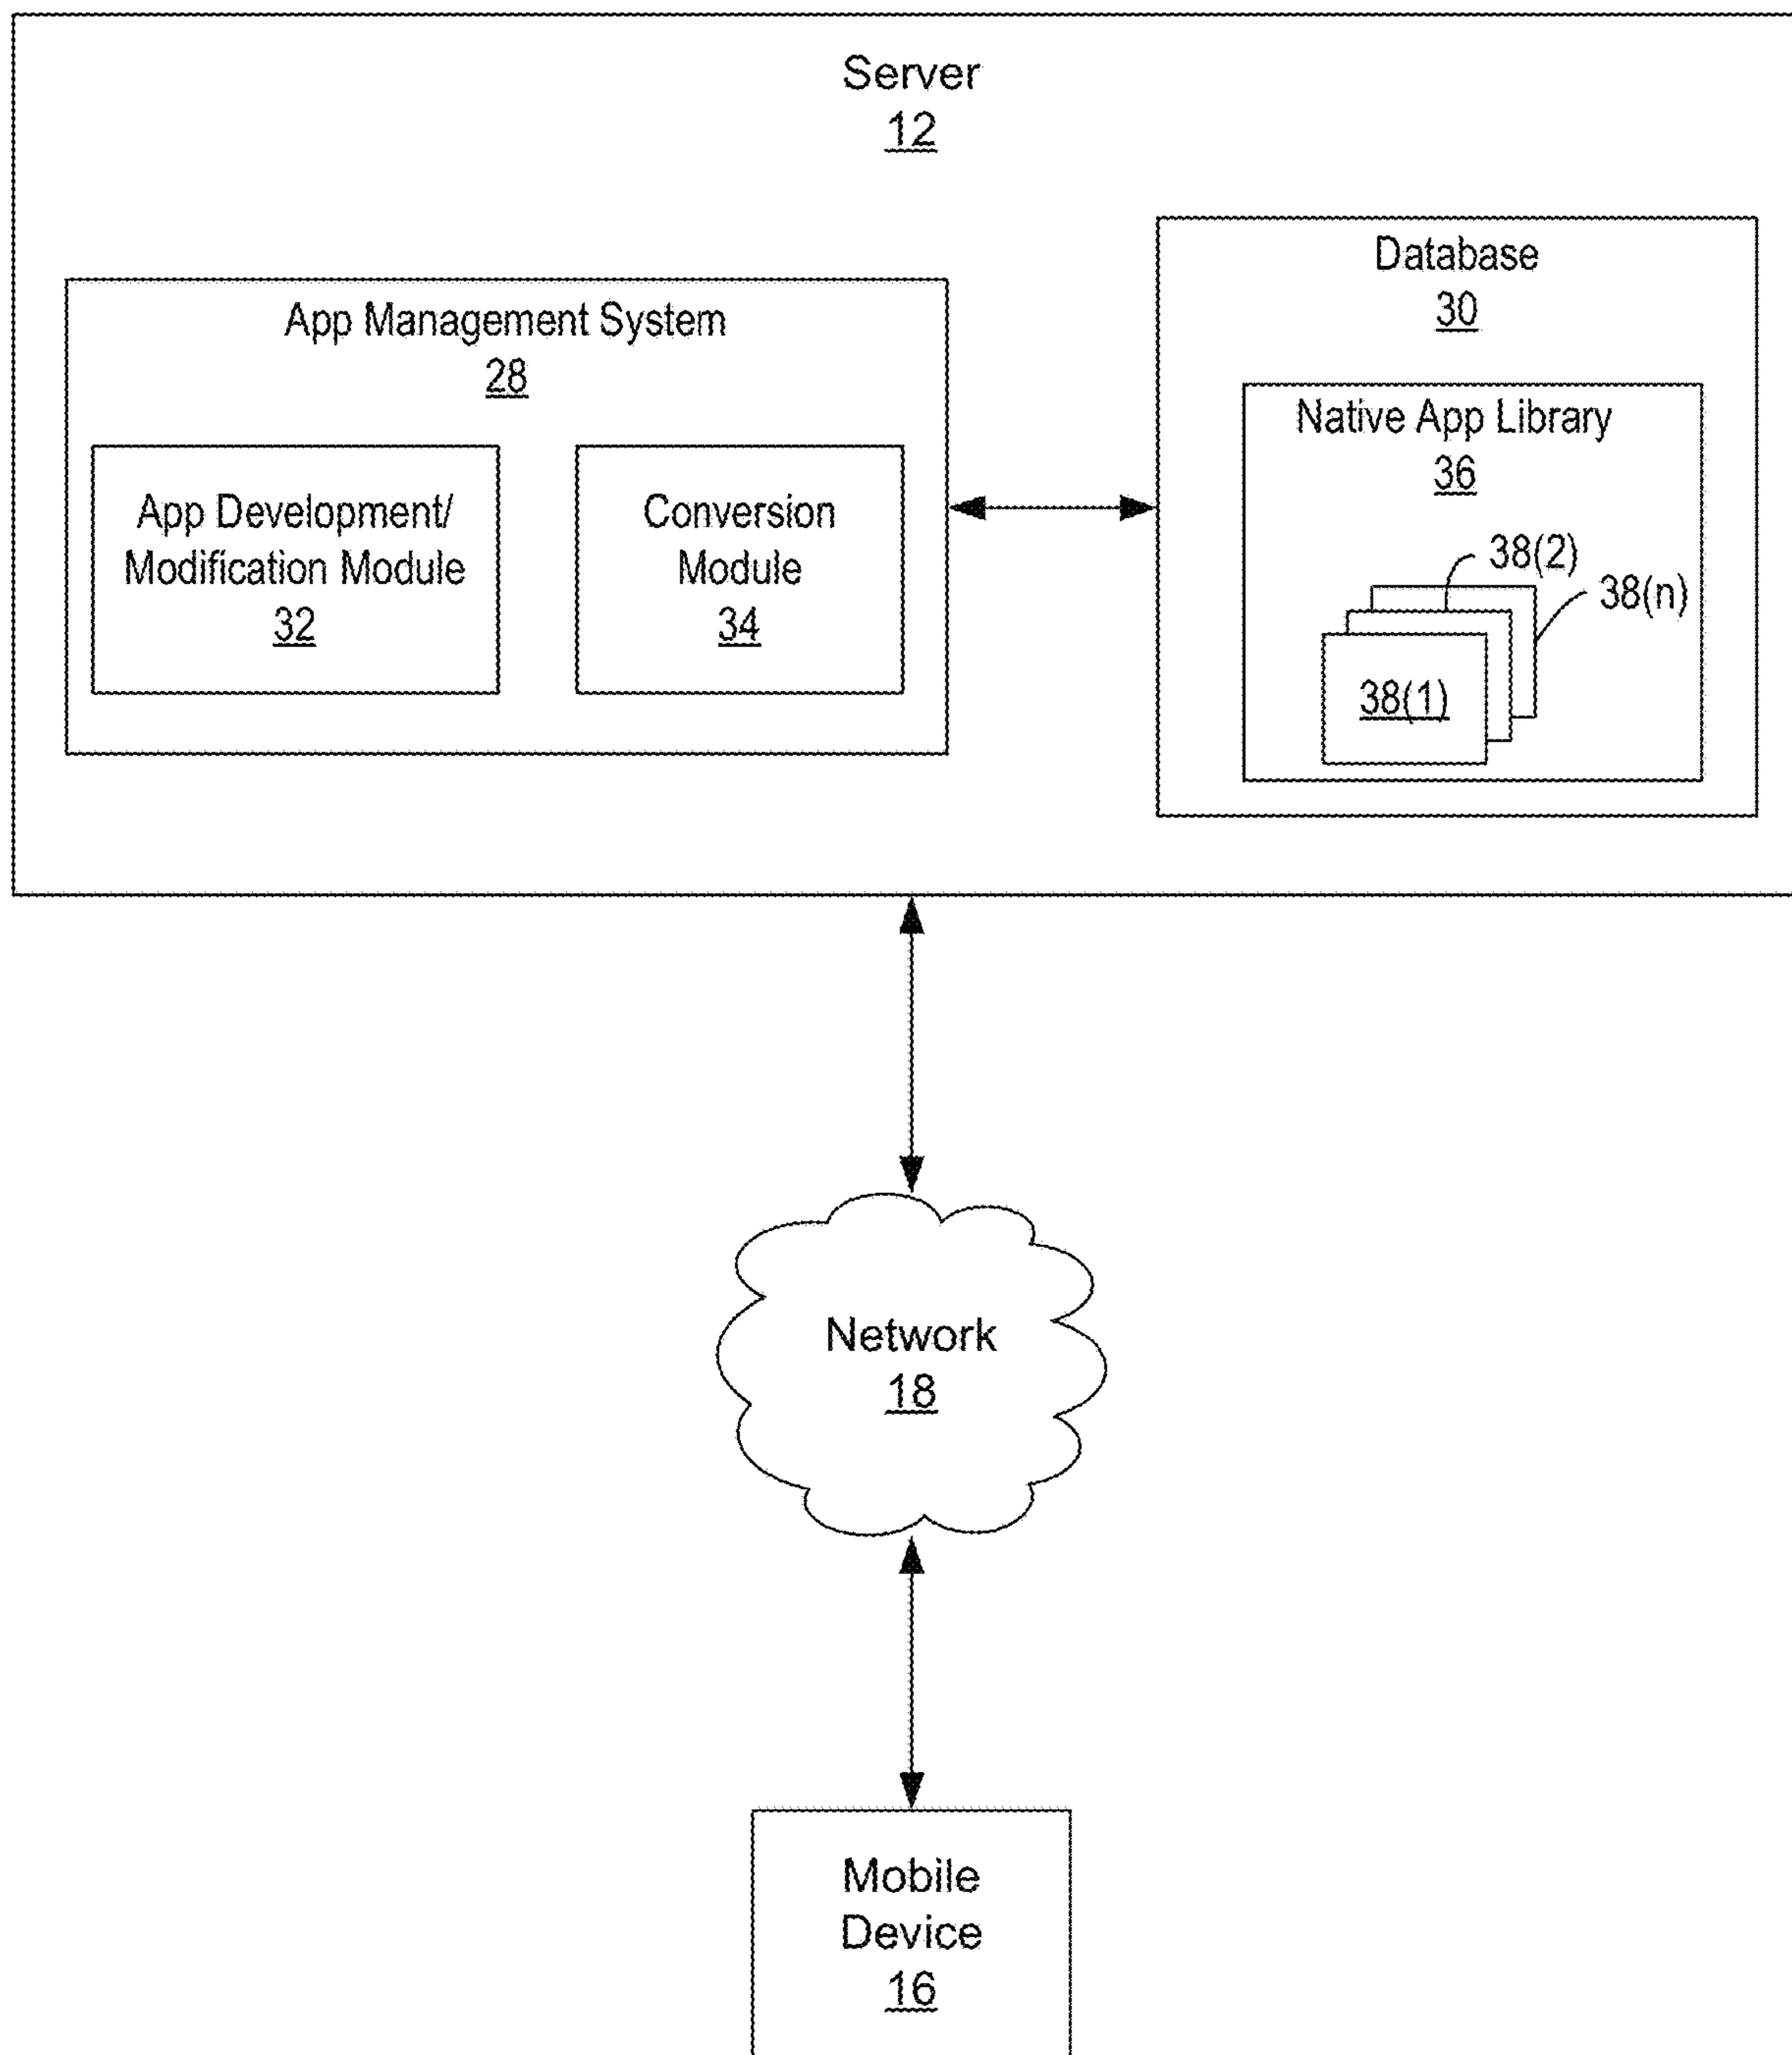 Server
12
App Management System
28
App Development/
Modification Module
32
Conversion
Module
34
Database
30
Native App Library
36
38(2)
38(n)
38(1)
Network
18
Mobile
Device
16